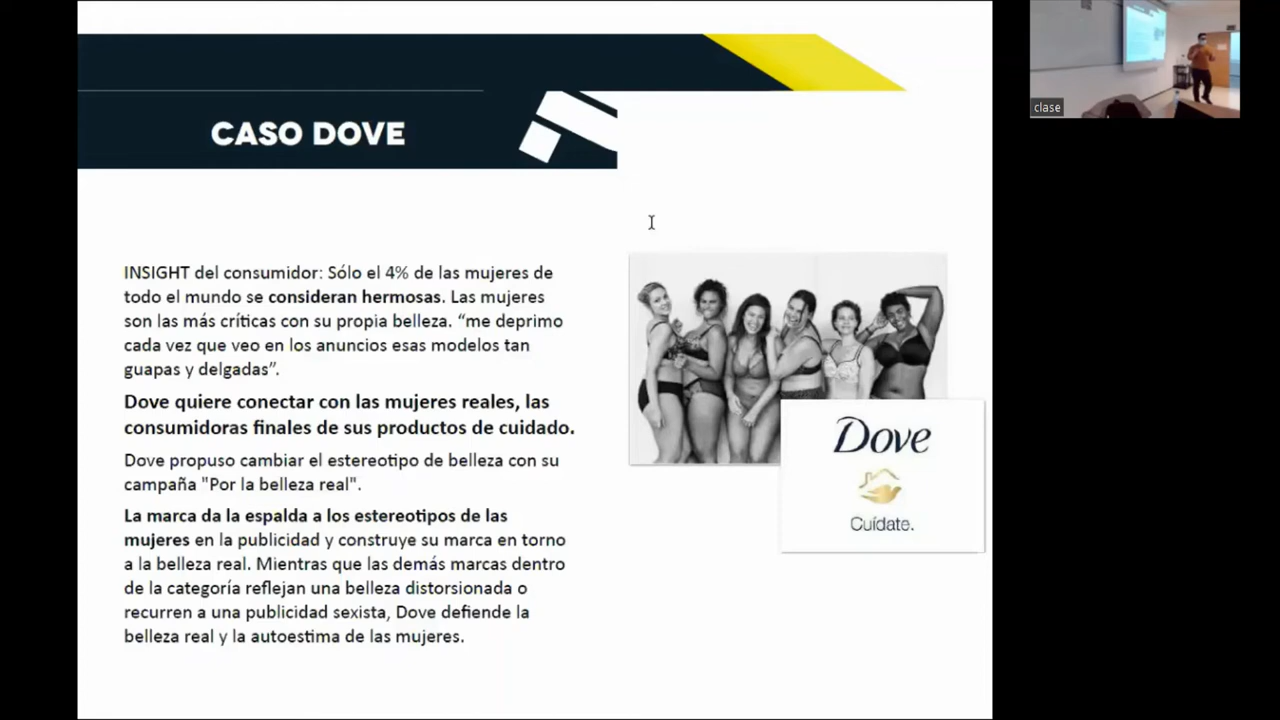 clase
CASO DOVE
INSIGHT del consumidor: Sólo el 4% de las mujeres de
todo el mundo se consideran hermosas. Las mujeres
son las más críticas con su propia belleza. “me deprimo
cada vez que veo en los anuncios esas modelos tan
guapas y delgadas”.
Dove quiere conectar con las mujeres reales, las
consumidoras finales de sus productos de cuidado.
Dove propuso cambiar el estereotipo de belleza con su
campaña "Por la belleza real".
La marca da la espalda a los estereotipos de las
mujeres en la publicidad y construye su marca en torno
a la belleza real. Mientras que las demás marcas dentro
de la categoría reflejan una belleza distorsionada o
recurren a una publicidad sexista, Dove defiende la
belleza real y la autoestima de las mujeres.
Dove
Cuídate.